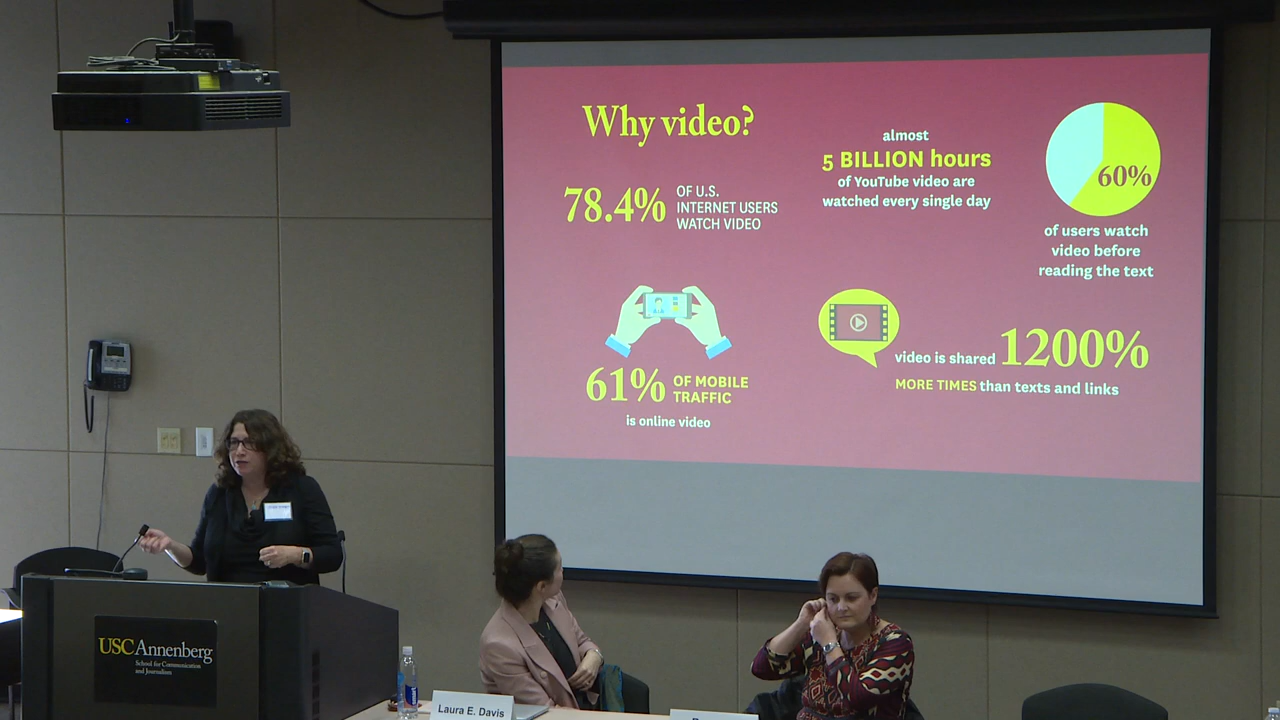 Why video?
78.4%
OF U.S.
INTERNET USERS
WATCH VIDEO
almost
5 BILLION hours
of YouTube video are
watched every single day
60%
of users watch
video before
reading the text
61%
OF MOBILE
TRAFFIC
is online video
video is shared 1200%
MORE TIMES than texts and links
USC Annenberg
School for Communication
and Journalism
Laura E. Davis